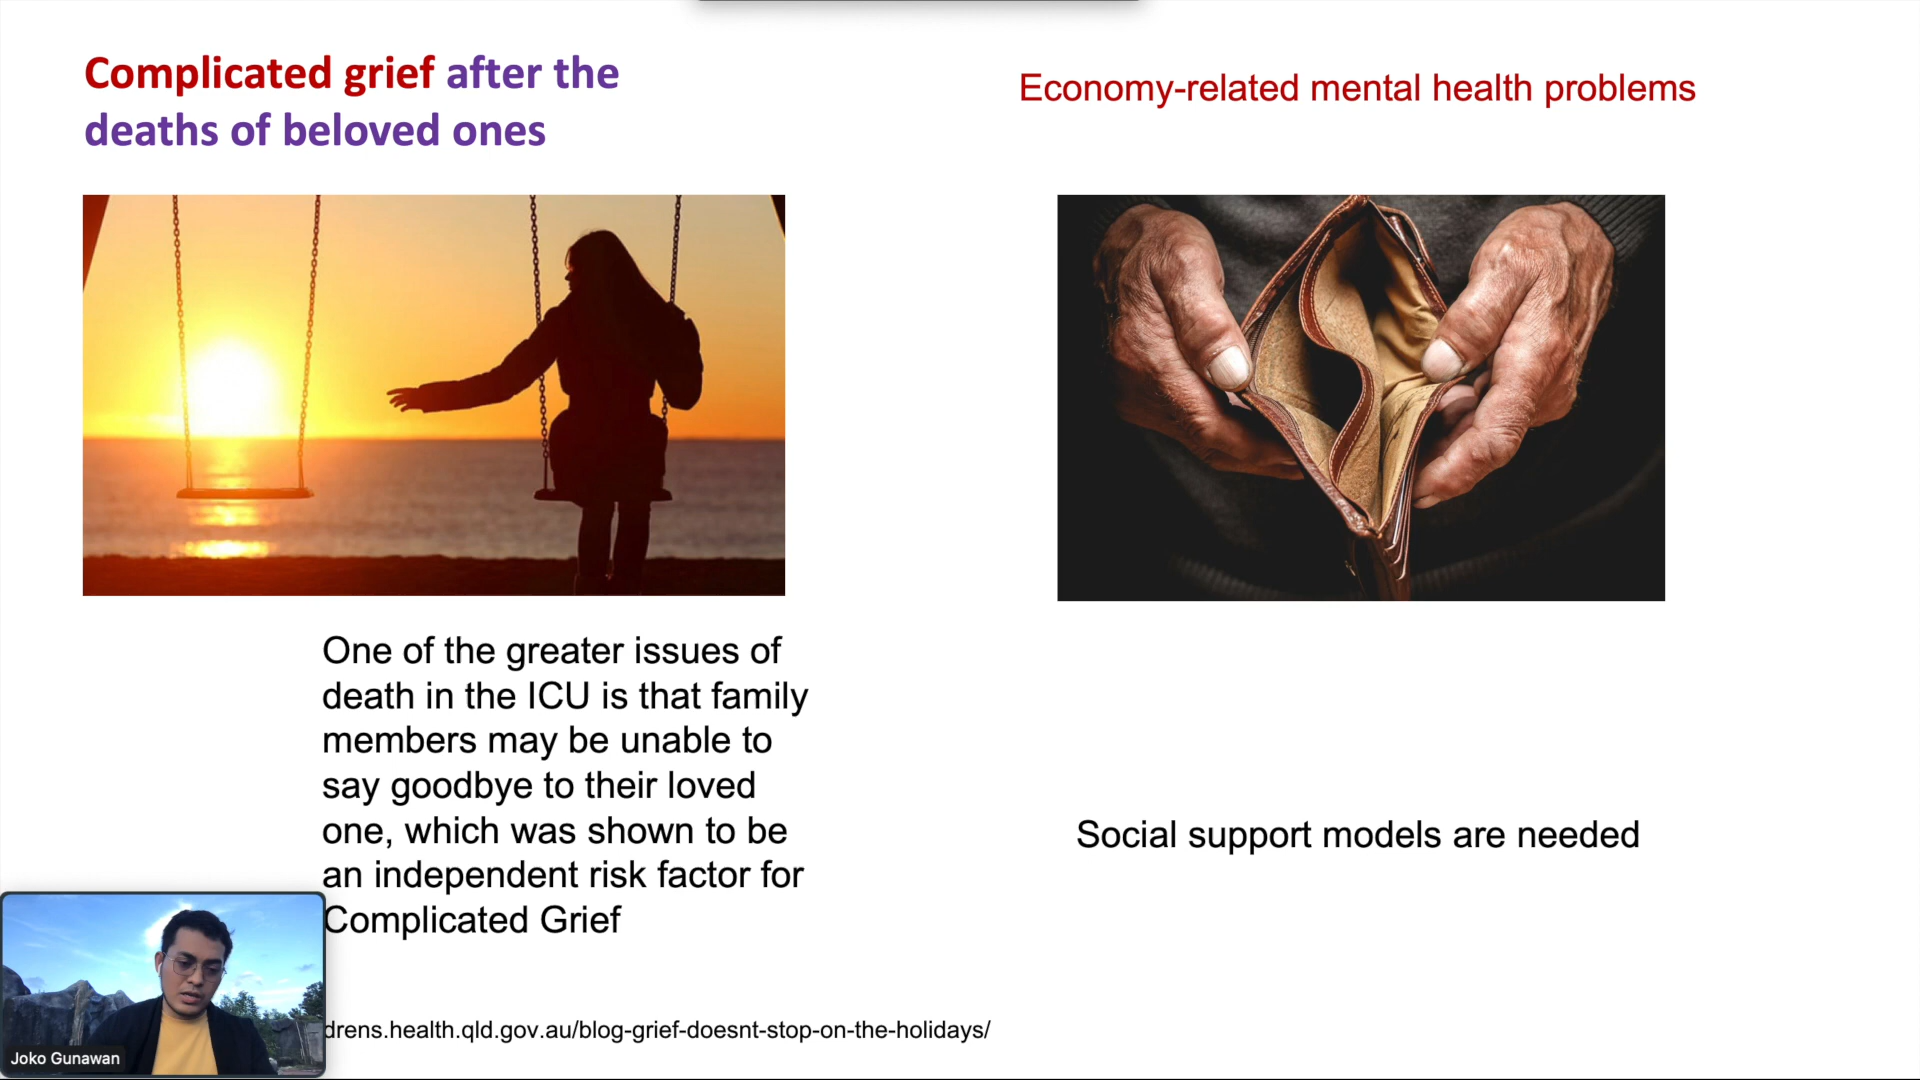 Complicated grief after the
deaths of beloved ones
Economy-related mental health problems
One of the greater issues of
death in the ICU is that family
members may be unable to
say goodbye to their loved
one, which was shown to be
an independent risk factor for
Complicated Grief
Social support models are needed
drens.health.qld.gov.au/blog-grief-doesnt-stop-on-the-holidays/
Joko Gunawan